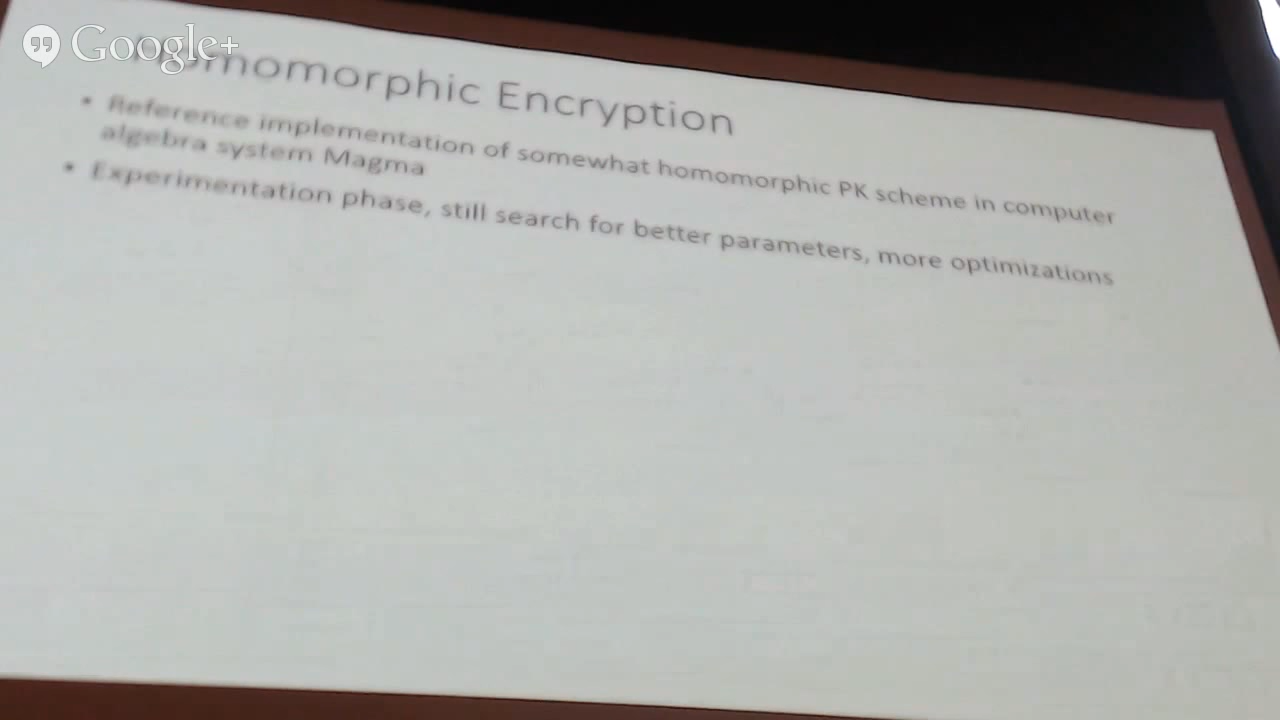 Google+
Homomorphic Encryption
• Reference implementation of somewhat homomorphic PK scheme in computer
algebra system Magma
• Experimentation phase, still search for better parameters, more optimizations